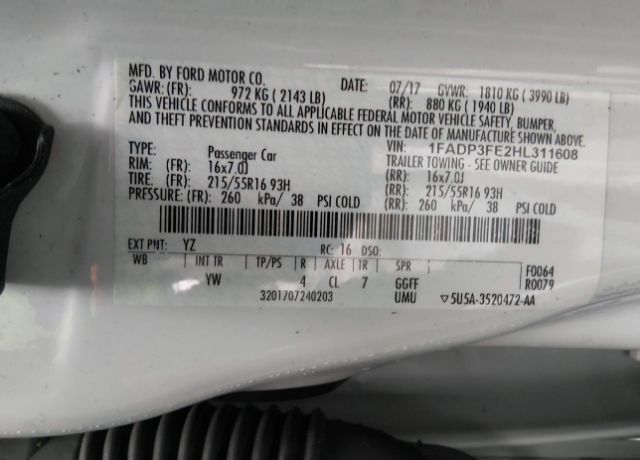 MFD. BY FORD MOTOR CO. DATE: 07/17 GVWR: 1810 KG ( 3990 LB)
GAWR: (FR): 972 KG ( 2143 LB) (RR): 880 KG ( 1940 LB)
THIS VEHICLE CONFORMS TO ALL APPLICABLE FEDERAL MOTOR VEHICLE SAFETY, BUMPER,
AND THEFT PREVENTION STANDARDS IN EFFECT ON THE DATE OF MANUFACTURE SHOWN ABOVE.
VIN: 1FADP3FE2HL311608
TYPE: Passenger Car TRAILER TOWING - SEE OWNER GUIDE
RIM: (FR): 16x7.0J (RR): 16x7.0J
TIRE: (FR): 215/55R16 93H (RR): 215/55R16 93H
PRESSURE: (FR): 260 kPa/ 38 PSI COLD (RR): 260 kPa/ 38 PSI COLD
EXT PNT: YZ RC: 16 DSO:
WB INT TR TP/PS R AXLE TR SPR F0064
YW 4 CL 7 GGFF R0079
3201707240203 UMU ▽5U5A-3520472-AA